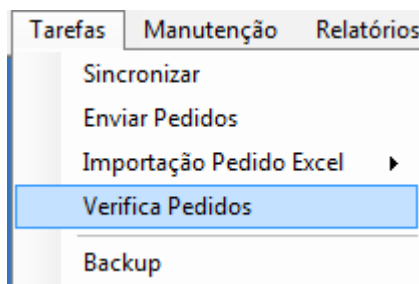 Tarefas Manutenção Relatórios
Sincronizar
Enviar Pedidos
Importação Pedido Excel
Verifica Pedidos
Backup